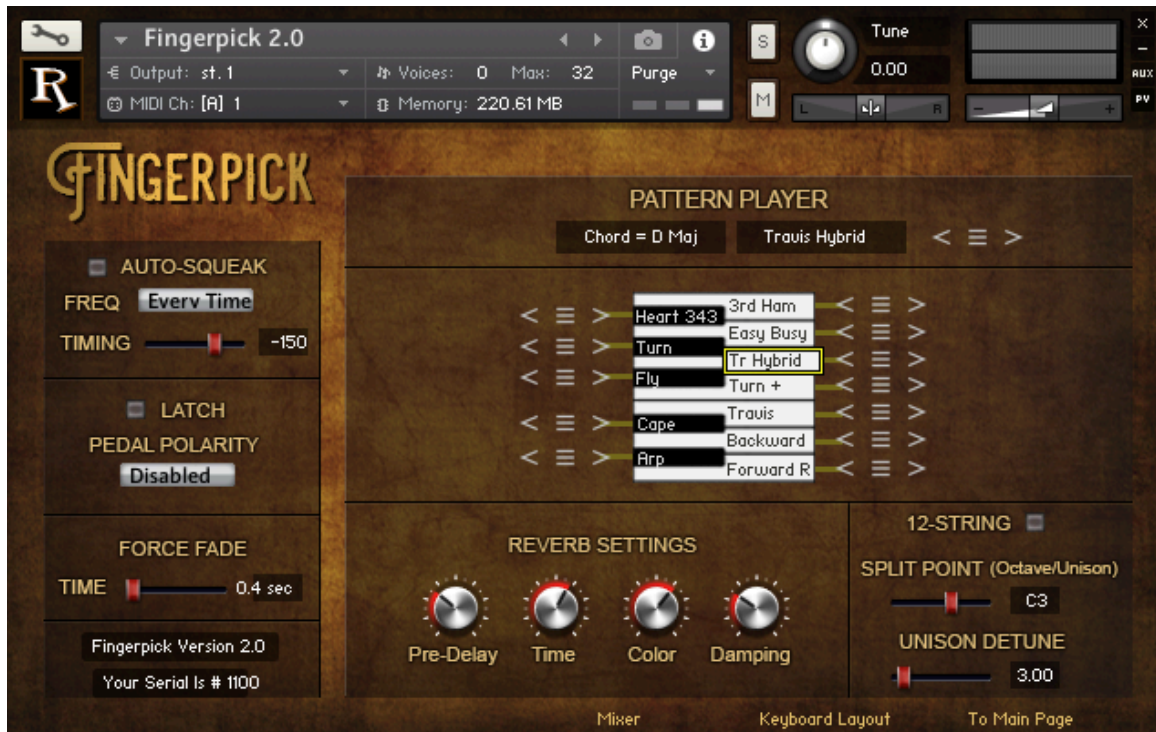 Fingerpick 2.0
Output: st.1
Voices: 0 Max: 32
Purge
MIDI Ch: [A] 1
Memory: 220.61 MB
S
M
Tune
0.00
L R
- +
×
-
AUX
PV
R
FINGERPICK
PATTERN PLAYER
Chord = D Maj
Travis Hybrid
< ≡ >
AUTO-SQUEAK
FREQ Every Time
TIMING -150
LATCH
PEDAL POLARITY
Disabled
FORCE FADE
TIME 0.4 sec
Fingerpick Version 2.0
Your Serial Is # 1100
3rd Ham
Heart 343
Easy Busy
Turn
Tr Hybrid
Fly
Turn +
Travis
Cape
Backward
Arp
Forward R
REVERB SETTINGS
Pre-Delay
Time
Color
Damping
12-STRING
SPLIT POINT (Octave/Unison)
C3
UNISON DETUNE
3.00
Mixer
Keyboard Layout
To Main Page